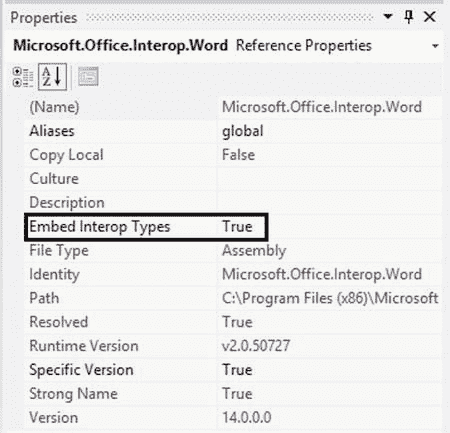 Properties
Microsoft.Office.Interop.Word Reference Properties
(Name) Microsoft.Office.Interop.Word
Aliases global
Copy Local False
Culture
Description
Embed Interop Types True
File Type Assembly
Identity Microsoft.Office.Interop.Word
Path C:\Program Files (x86)\Microsoft
Resolved True
Runtime Version v2.0.50727
Specific Version True
Strong Name True
Version 14.0.0.0